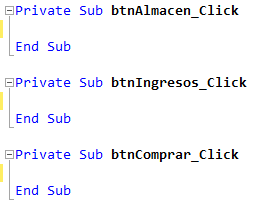 Private Sub btnAlmacen_Click
End Sub
Private Sub btnIngresos_Click
End Sub
Private Sub btnComprar_Click
End Sub